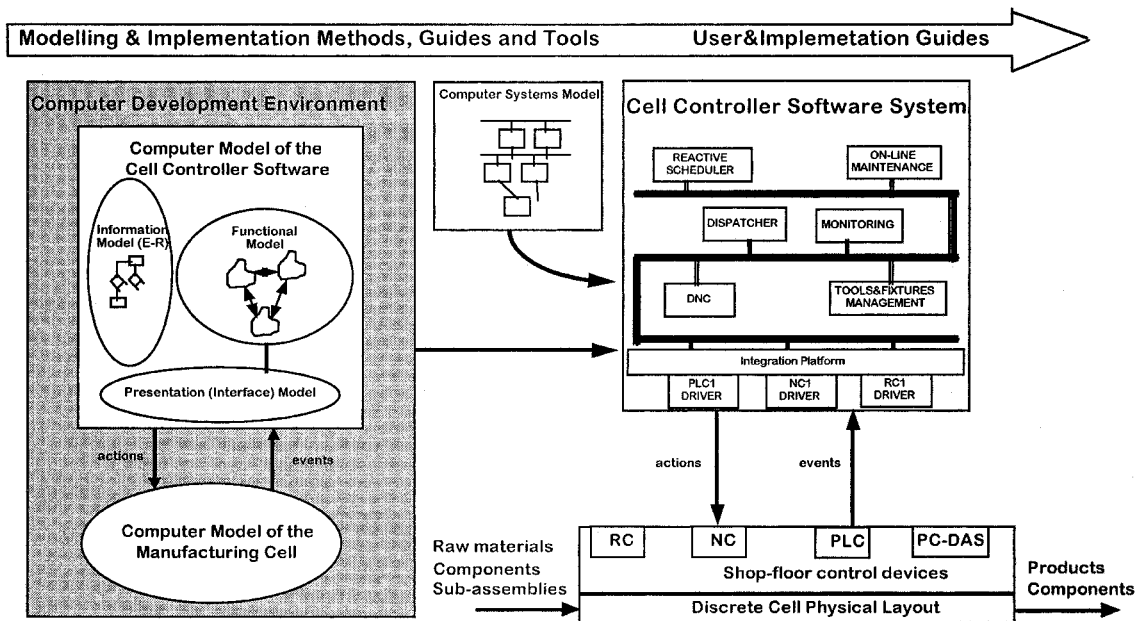 Modelling & Implementation Methods, Guides and Tools
User&Implemetation Guides
Computer Development Environment
Computer Model of the
Cell Controller Software
Information
Model (E-R)
Functional
Model
Presentation (Interface) Model
actions
events
Computer Model of the
Manufacturing Cell
Computer Systems Model
Cell Controller Software System
REACTIVE
SCHEDULER
ON-LINE
MAINTENANCE
DISPATCHER
MONITORING
DNC
TOOLS&FIXTURES
MANAGEMENT
Integration Platform
PLC1
DRIVER
NC1
DRIVER
RC1
DRIVER
actions
events
Raw materials
Components
Sub-assemblies
RC
NC
PLC
PC-DAS
Shop-floor control devices
Discrete Cell Physical Layout
Products
Components